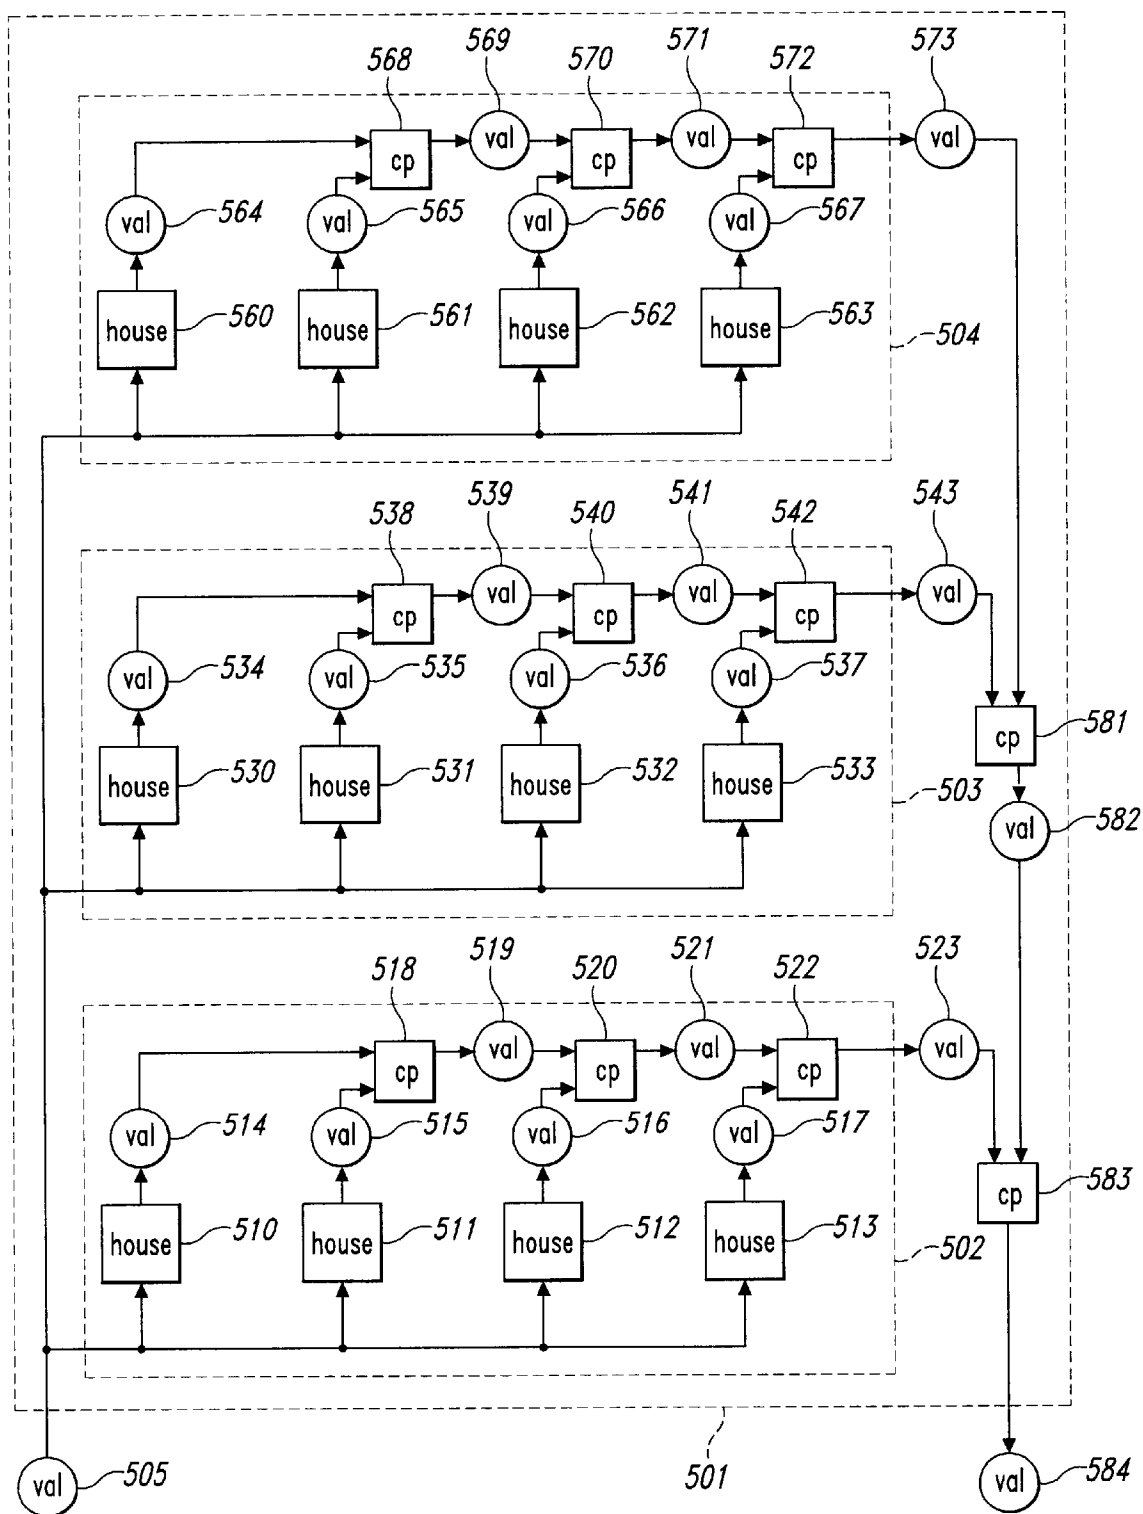 568 569 570 571 572 573
val val val
cp cp cp
val 564 val 565 val 566 val 567
house 560 house 561 house 562 house 563
504
538 539 540 541 542 543
val val val
cp cp cp
val 534 val 535 val 536 val 537
cp 581
house 530 house 531 house 532 house 533
503
val 582
518 519 520 521 522 523
val val val
cp cp cp
val 514 val 515 val 516 val 517
cp 583
house 510 house 511 house 512 house 513
502
val 505 501 val 584